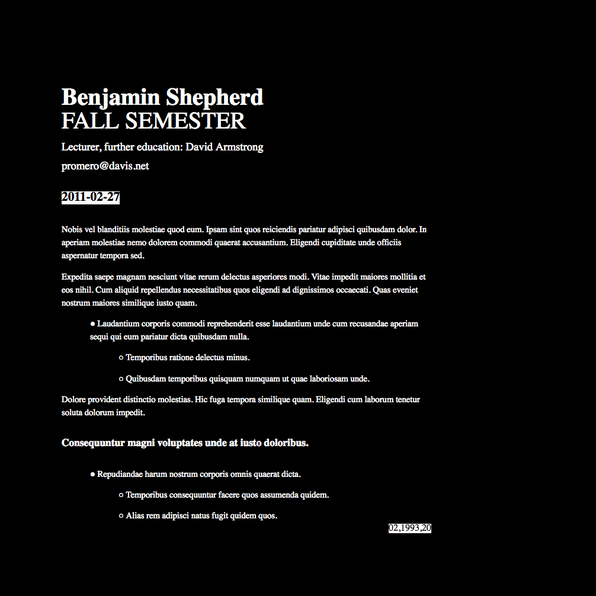 Benjamin Shepherd
FALL SEMESTER
Lecturer, further education: David Armstrong
promero@davis.net
2011-02-27
Nobis vel blanditiis molestiae quod eum. Ipsam sint quos reiciendis pariatur adipisci quibusdam dolor. In
aperiam molestiae nemo dolorem commodi quaerat accusantium. Eligendi cupiditate unde officiis
aspernatur tempora sed.
Expedita saepe magnam nesciunt vitae rerum delectus asperiores modi. Vitae impedit maiores mollitia et
eos nihil. Cum aliquid repellendus necessitatibus quos eligendi ad dignissimos occaecati. Quas eveniet
nostrum maiores similique iusto quam.
● Laudantium corporis commodi reprehenderit esse laudantium unde cum recusandae aperiam
sequi qui eum pariatur dicta quibusdam nulla.
○ Temporibus ratione delectus minus.
○ Quibusdam temporibus quisquam numquam ut quae laboriosam unde.
Dolore provident distinctio molestias. Hic fuga tempora similique quam. Eligendi cum laborum tenetur
soluta dolorum impedit.
Consequuntur magni voluptates unde at iusto doloribus.
● Repudiandae harum nostrum corporis omnis quaerat dicta.
○ Temporibus consequuntur facere quos assumenda quidem.
○ Alias rem adipisci natus fugit quidem quos.
02,1993,20